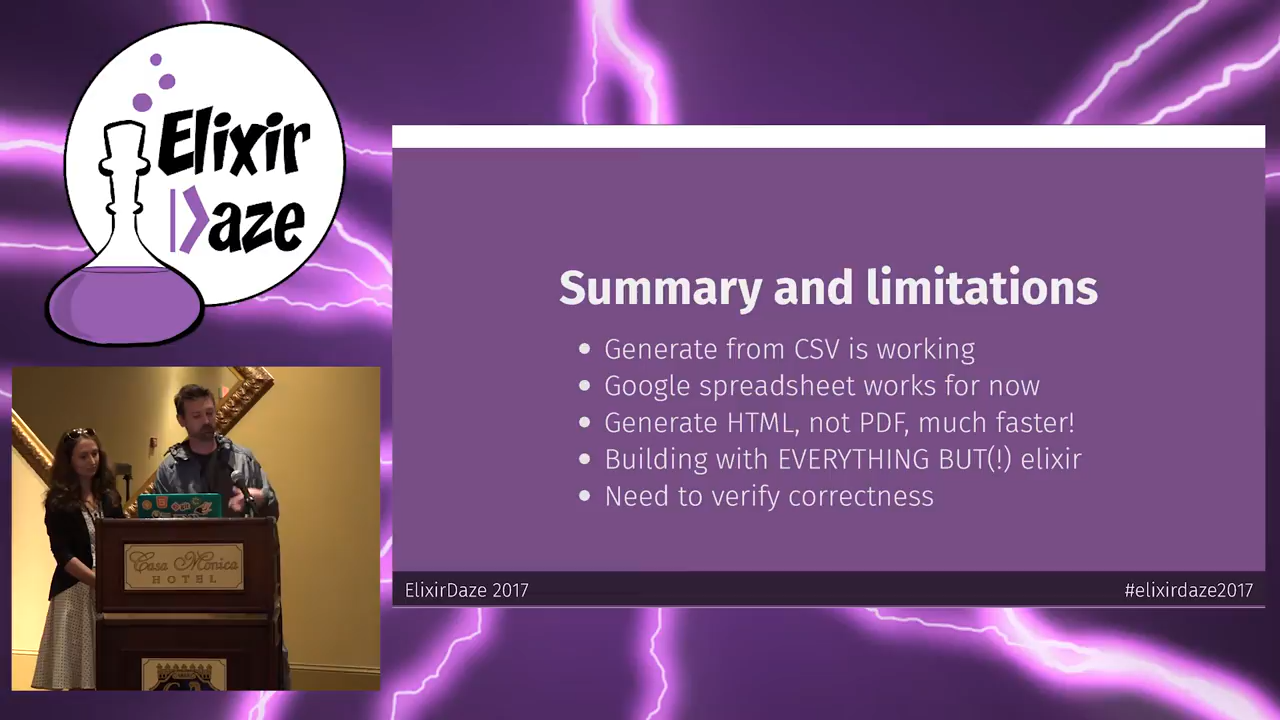 Elixir
Daze
Summary and limitations
• Generate from CSV is working
• Google spreadsheet works for now
• Generate HTML, not PDF, much faster!
• Building with EVERYTHING BUT(!) elixir
• Need to verify correctness
ElixirDaze 2017
#elixirdaze2017
Casa Monica
HOTEL